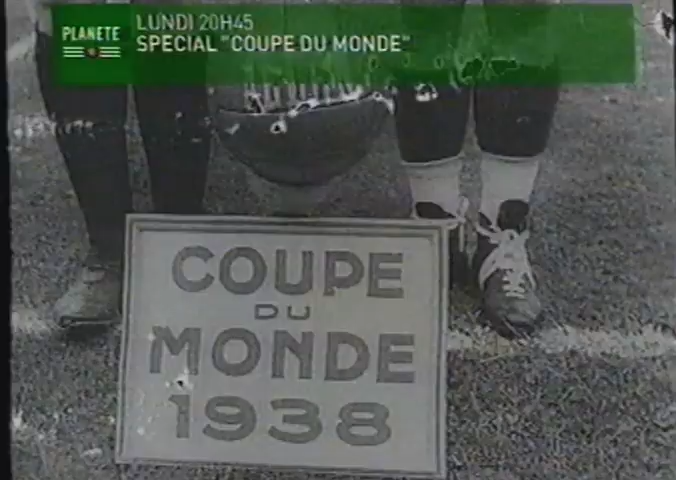 PLANETE
LUNDI 20H45
SPECIAL "COUPE DU MONDE"
COUPE
DU
MONDE
1938